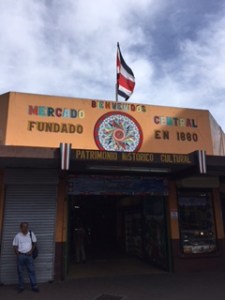 BIENVENIDOS
MERCADO CENTRAL
FUNDADO EN 1880
PATRIMONIO HISTORICO CULTURAL